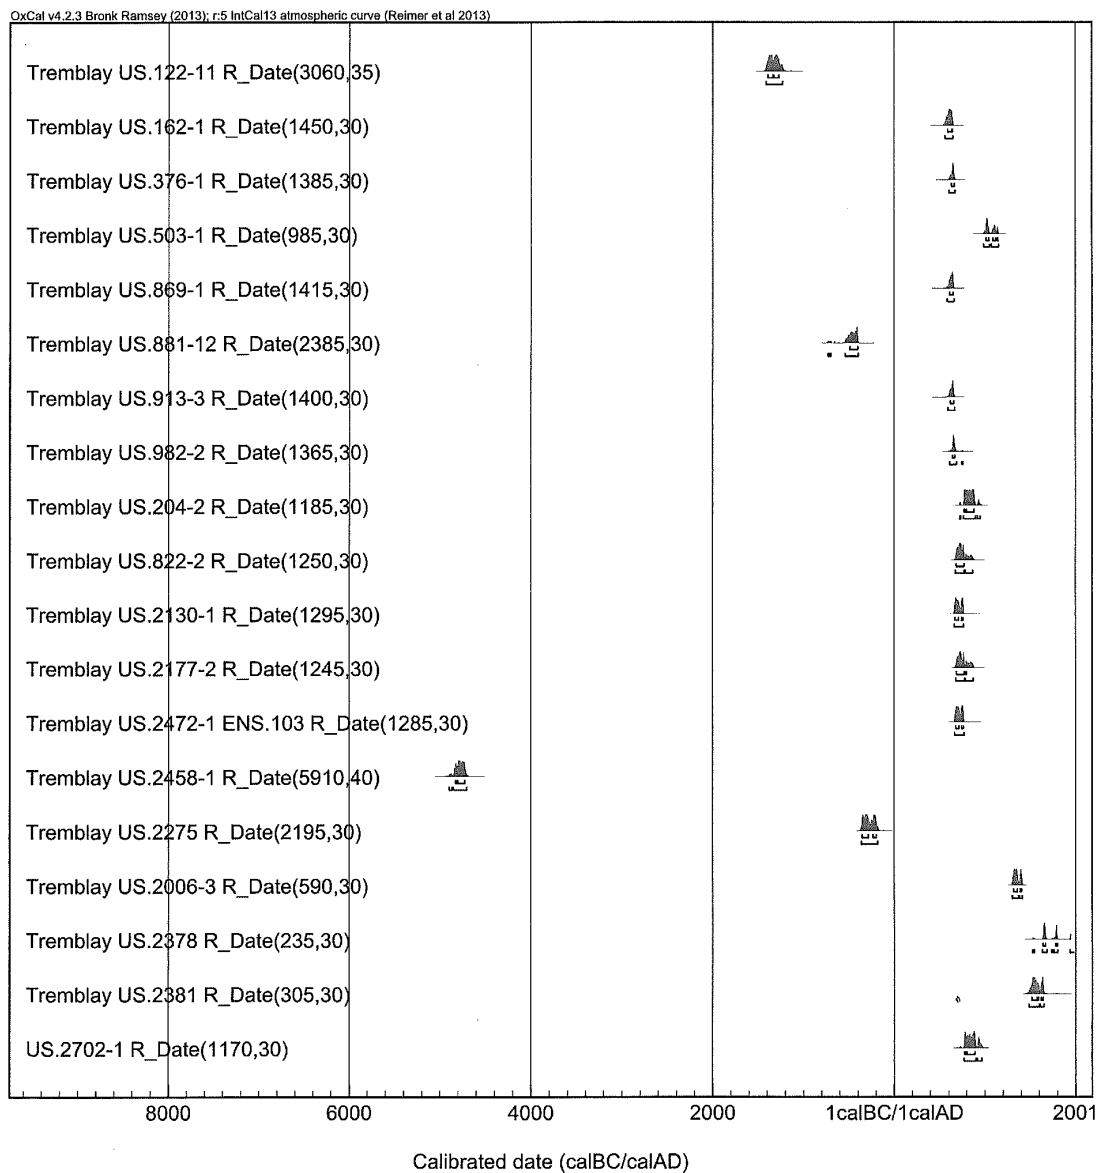 OxCal v4.2.3 Bronk Ramsey (2013); r:5 IntCal13 atmospheric curve (Reimer et al 2013)
Tremblay US.122-11 R_Date(3060,35)
Tremblay US.162-1 R_Date(1450,30)
Tremblay US.376-1 R_Date(1385,30)
Tremblay US.503-1 R_Date(985,30)
Tremblay US.869-1 R_Date(1415,30)
Tremblay US.881-12 R_Date(2385,30)
Tremblay US.913-3 R_Date(1400,30)
Tremblay US.982-2 R_Date(1365,30)
Tremblay US.204-2 R_Date(1185,30)
Tremblay US.822-2 R_Date(1250,30)
Tremblay US.2130-1 R_Date(1295,30)
Tremblay US.2177-2 R_Date(1245,30)
Tremblay US.2472-1 ENS.103 R_Date(1285,30)
Tremblay US.2458-1 R_Date(5910,40)
Tremblay US.2275 R_Date(2195,30)
Tremblay US.2006-3 R_Date(590,30)
Tremblay US.2378 R_Date(235,30)
Tremblay US.2381 R_Date(305,30)
US.2702-1 R_Date(1170,30)
8000 6000 4000 2000 1calBC/1calAD 2001
Calibrated date (calBC/calAD)